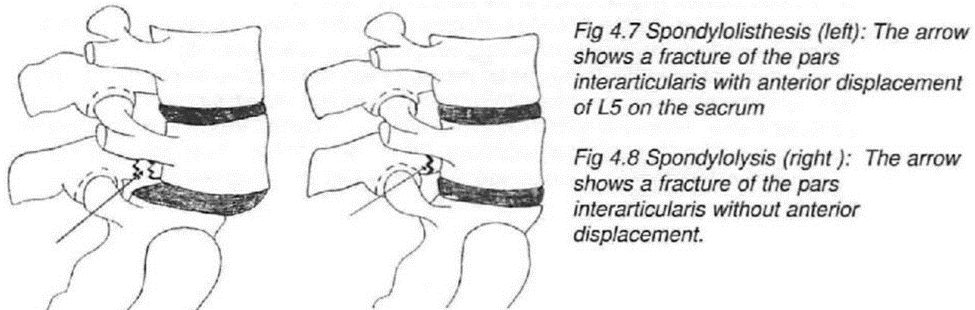 Fig 4.7 Spondylolisthesis (left): The arrow
shows a fracture of the pars
interarticularis with anterior displacement
of L5 on the sacrum
Fig 4.8 Spondylolysis (right ): The arrow
shows a fracture of the pars
interarticularis without anterior
displacement.